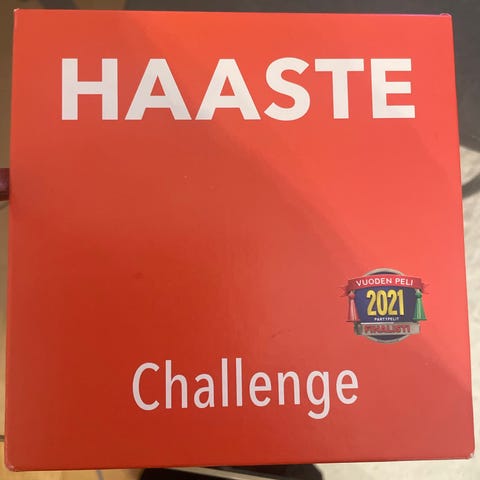 HAASTE
VUODEN PELI
2021
PARTYPELIT
FINALISTI
Challenge